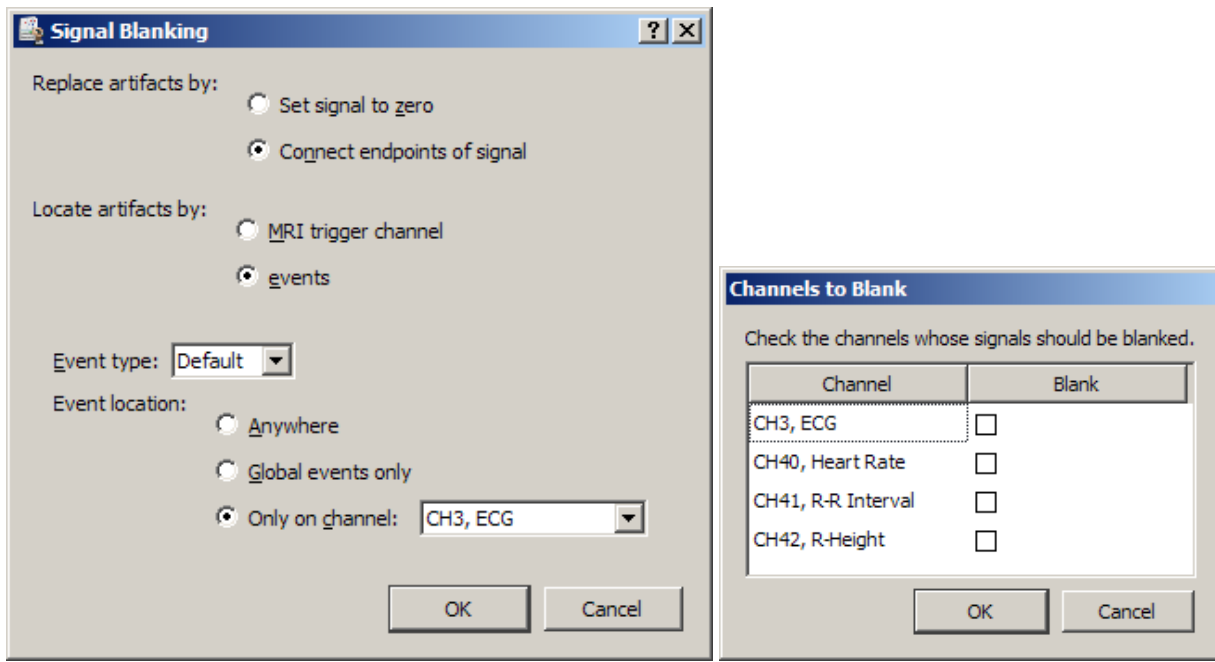 Signal Blanking
Replace artifacts by:
Set signal to zero
Connect endpoints of signal
Locate artifacts by:
MRI trigger channel
events
Event type: Default
Event location:
Anywhere
Global events only
Only on channel: CH3, ECG
OK Cancel
Channels to Blank
Check the channels whose signals should be blanked.
Channel Blank
CH3, ECG
CH40, Heart Rate
CH41, R-R Interval
CH42, R-Height
OK Cancel